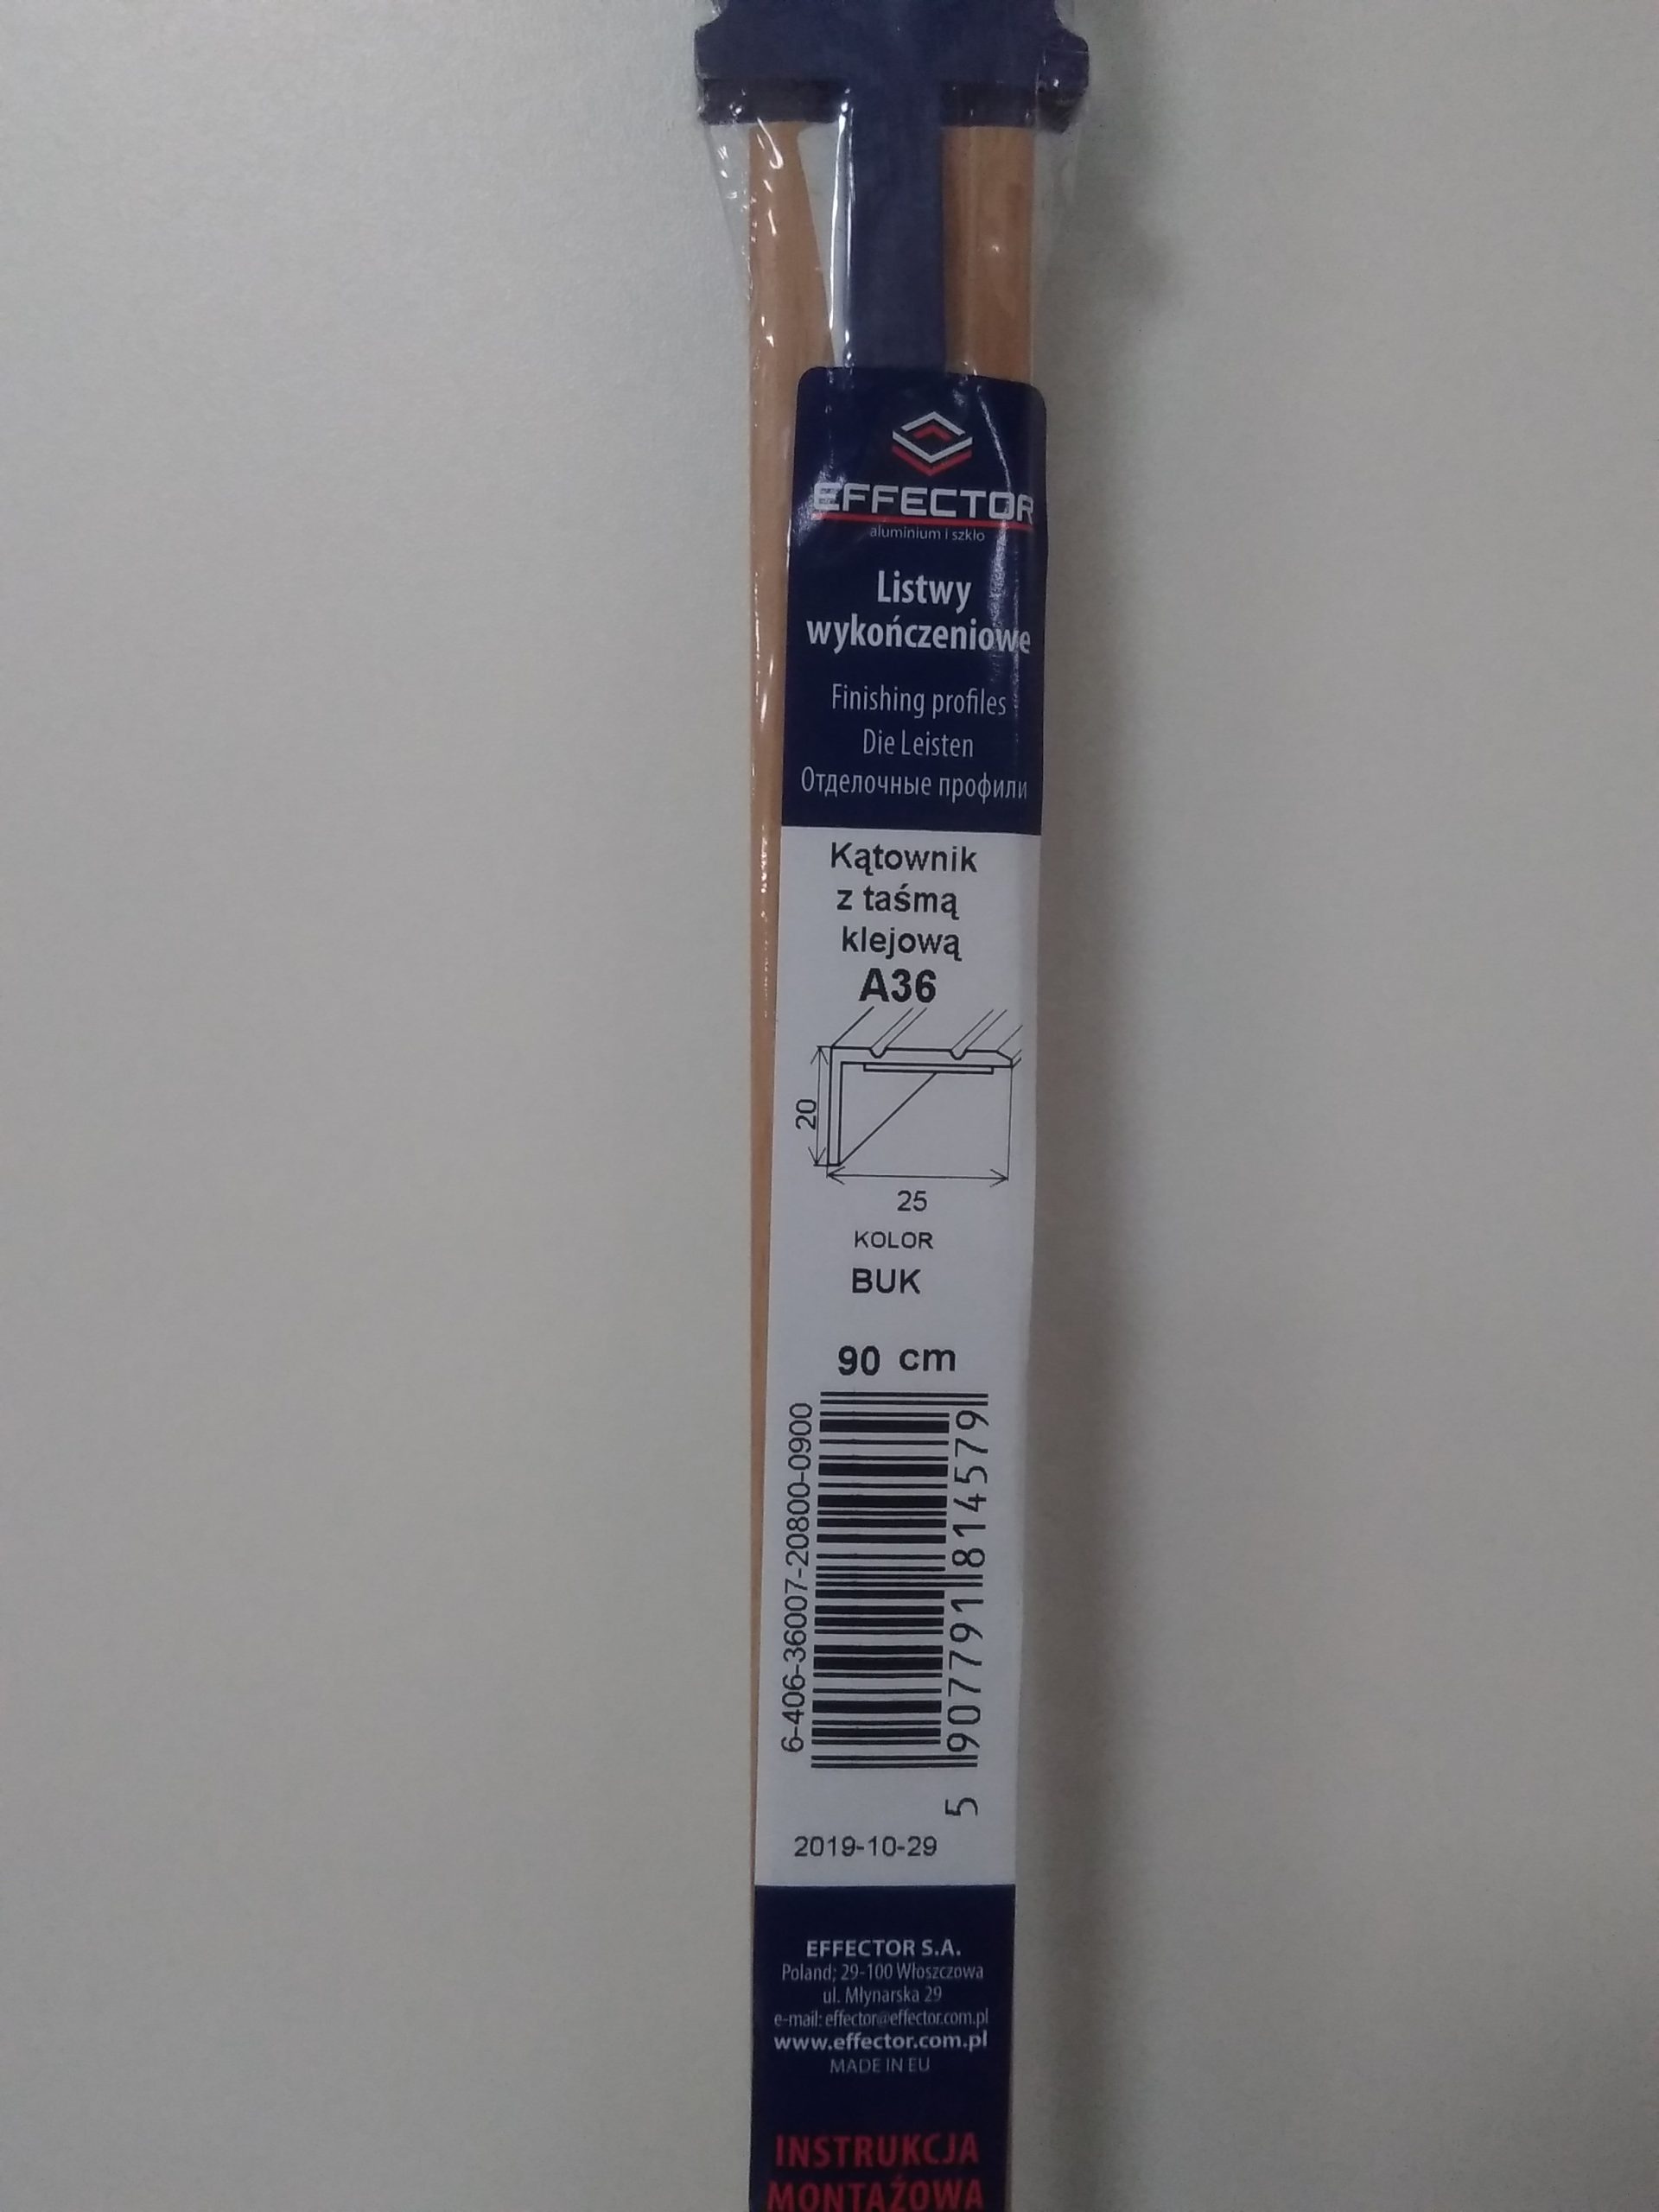 EFFECTOR
aluminium i szkło
Listwy
wykończeniowe
Finishing profiles
Die Leisten
Отделочные профили
Kątownik
z taśmą
klejową
A36
20
25
KOLOR
BUK
90 cm
6-406-36007-20800-0900
5 907791 814579
2019-10-29
EFFECTOR S.A.
Poland; 29-100 Włoszczowa
ul. Młynarska 29
e-mail: effector@effector.com.pl
www.effector.com.pl
MADE IN EU
INSTRUKCJA
MONTAŻOWA